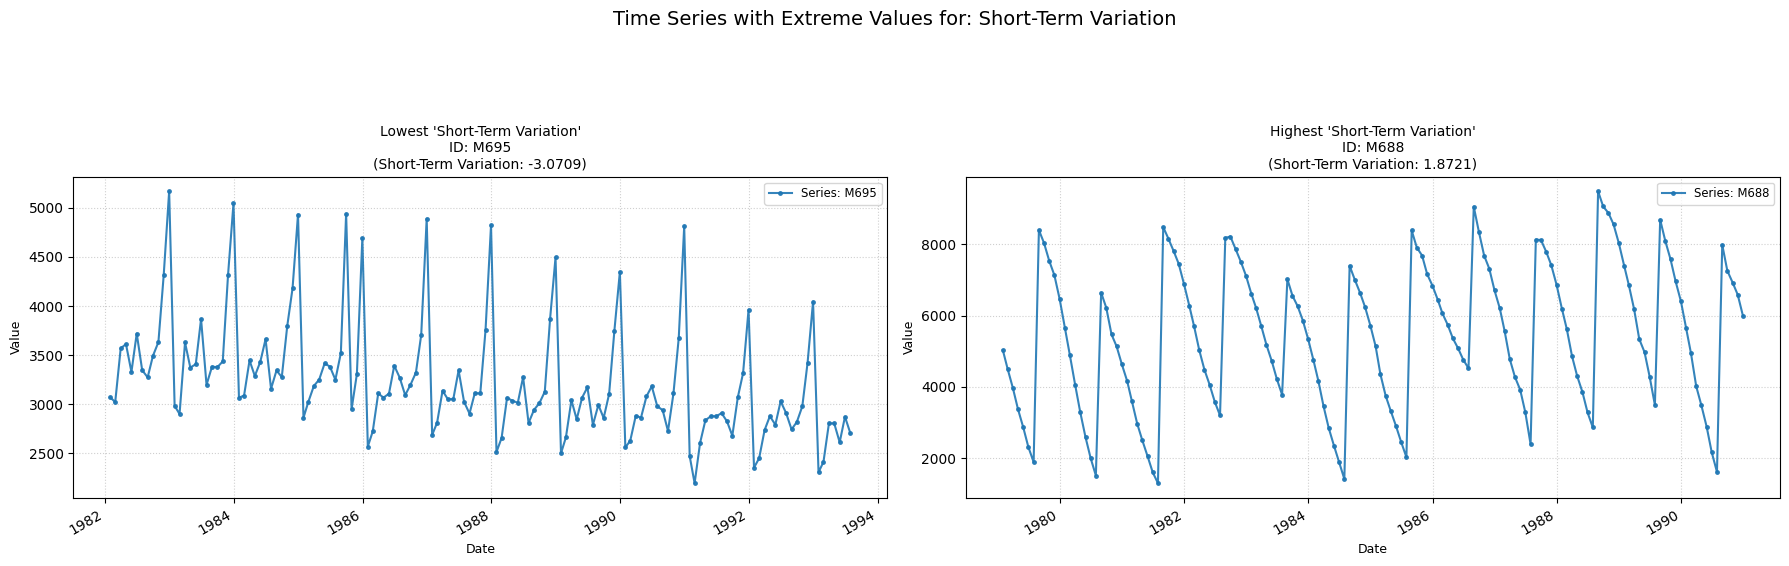 Time Series with Extreme Values for: Short-Term Variation
Lowest 'Short-Term Variation'
ID: M695
(Short-Term Variation: -3.0709)
Series: M695
Value
5000
4500
4000
3500
3000
2500
1982
1984
1986
1988
1990
1992
1994
Date
Highest 'Short-Term Variation'
ID: M688
(Short-Term Variation: 1.8721)
Series: M688
Value
8000
6000
4000
2000
1980
1982
1984
1986
1988
1990
Date